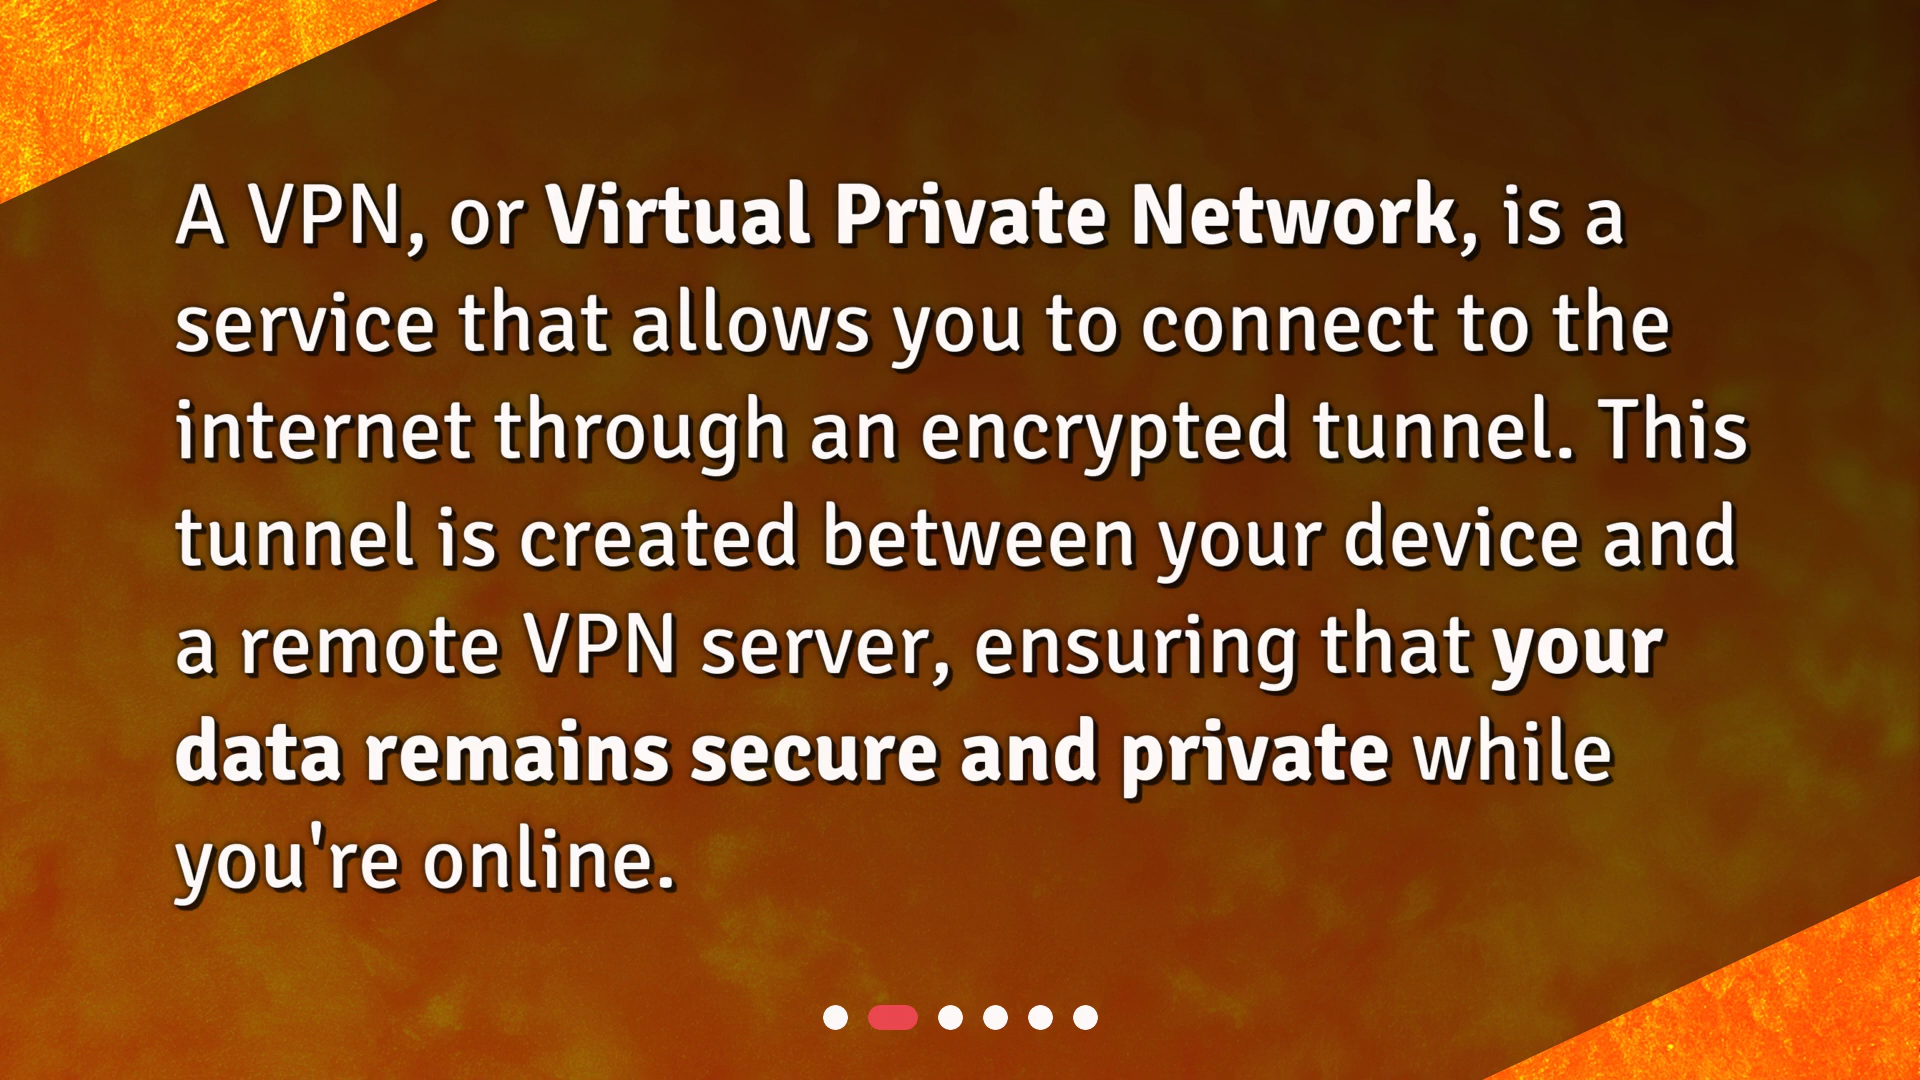 A VPN, or Virtual Private Network, is a
service that allows you to connect to the
internet through an encrypted tunnel. This
tunnel is created between your device and
a remote VPN server, ensuring that your
data remains secure and private while
you're online.